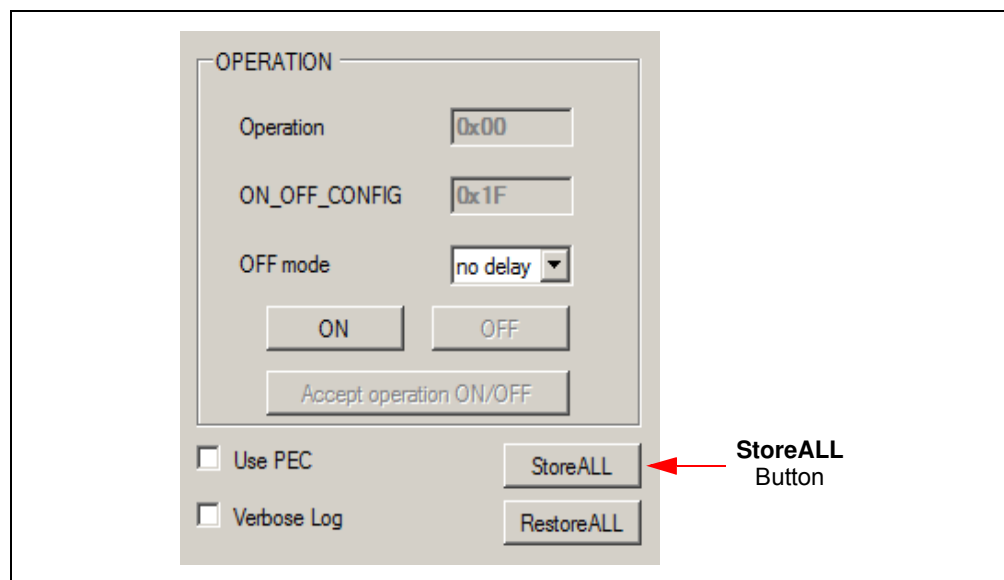 OPERATION
Operation 0x00
ON_OFF_CONFIG 0x1F
OFF mode no delay
ON OFF
Accept operation ON/OFF
Use PEC StoreALL
StoreALL
Button
Verbose Log RestoreALL